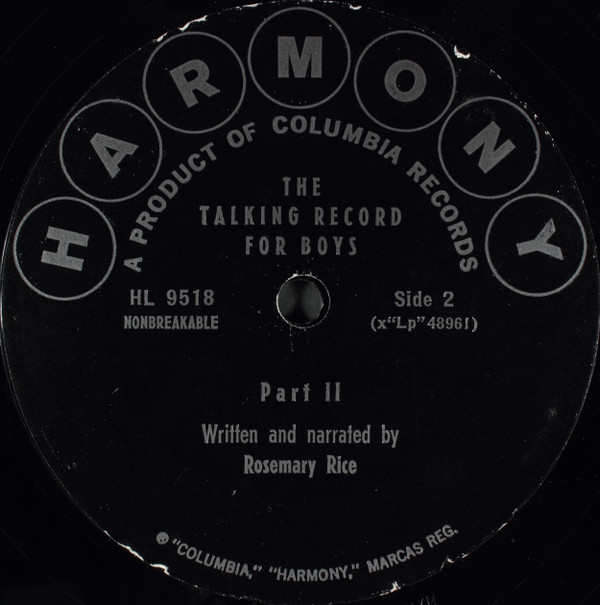 HARMONY
A PRODUCT OF COLUMBIA RECORDS
THE
TALKING RECORD
FOR BOYS
HL 9518
NONBREAKABLE
Side 2
(x“Lp”48961)
Part II
Written and narrated by
Rosemary Rice
"COLUMBIA," "HARMONY," MARCAS REG.